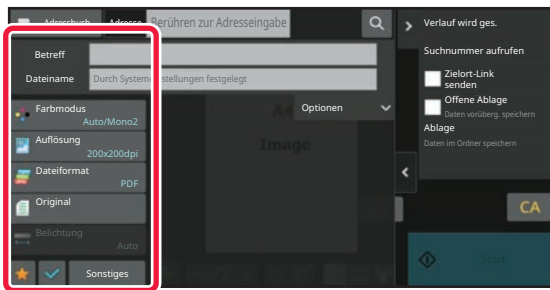 Adressbuch
Adresse
Berühren zur Adresseingabe
Betreff
Dateiname
Durch Systemeinstellungen festgelegt
Farbmodus
Auto/Mono2
Auflösung
200x200dpi
Dateiformat
PDF
Original
Belichtung
Auto
Sonstiges
A4
Image
Optionen
Verlauf wird ges.
Suchnummer aufrufen
Zielort-Link
senden
Offene Ablage
Daten vorüberg. speichern
Ablage
Daten im Ordner speichern
CA
Start